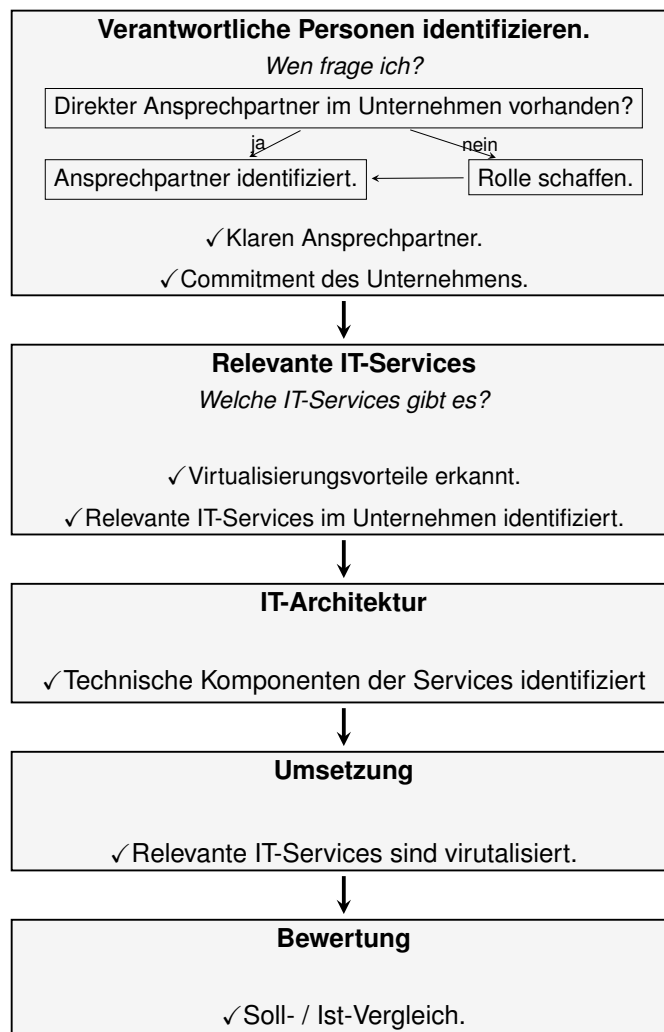 Verantwortliche Personen identifizieren.
Wen frage ich?
Direkter Ansprechpartner im Unternehmen vorhanden?
ja
nein
Ansprechpartner identifiziert.
Rolle schaffen.
✓Klaren Ansprechpartner.
✓Commitment des Unternehmens.
Relevante IT-Services
Welche IT-Services gibt es?
✓Virtualisierungsvorteile erkannt.
✓Relevante IT-Services im Unternehmen identifiziert.
IT-Architektur
✓Technische Komponenten der Services identifiziert
Umsetzung
✓Relevante IT-Services sind virutalisiert.
Bewertung
✓Soll- / Ist-Vergleich.